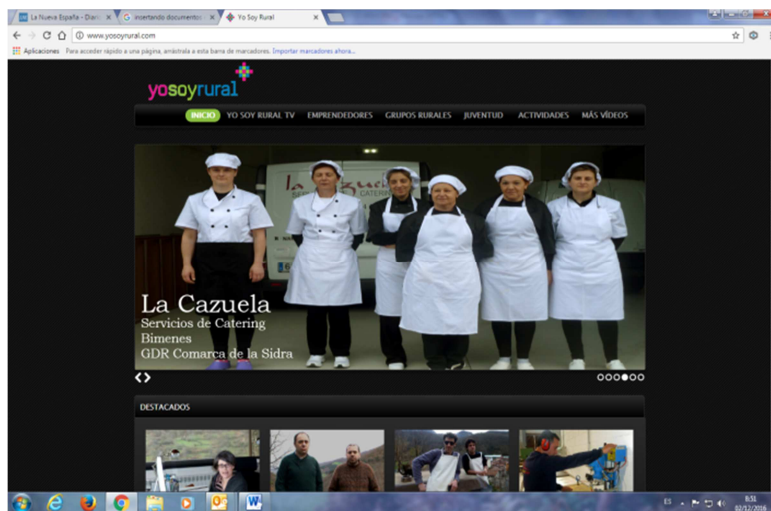 La Nueva España - Diari
insertando documentos
Yo Soy Rural
www.yosoyrural.com
Aplicaciones Para acceder rápido a una página, arrástrala a esta barra de marcadores. Importar marcadores ahora...
yosoyrural
INICIO YO SOY RURAL TV EMPRENDEDORES GRUPOS RURALES JUVENTUD ACTIVIDADES MÁS VÍDEOS
la Cazuela
CATERING
La Cazuela
Servicios de Catering
Bimenes
GDR Comarca de la Sidra
DESTACADOS
ES
8:51
02/12/2016